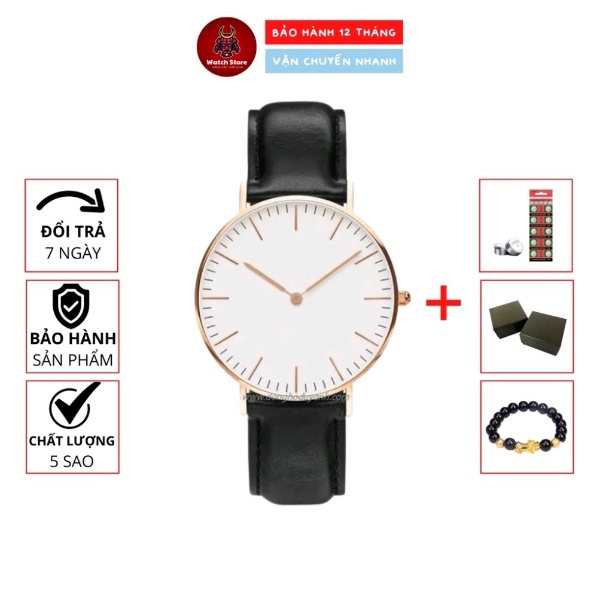 Watch Store
BẢO HÀNH 12 THÁNG
VẬN CHUYỂN NHANH
ĐỔI TRẢ
7 NGÀY
BẢO HÀNH
SẢN PHẨM
CHẤT LƯỢNG
5 SAO